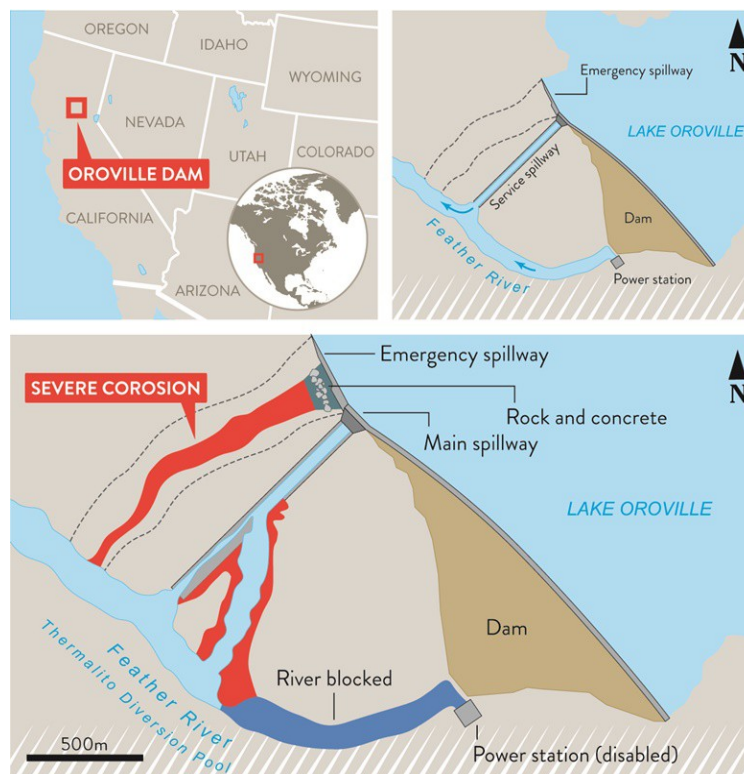 OREGON
IDAHO
WYOMING
NEVADA
UTAH
COLORADO
OROVILLE DAM
CALIFORNIA
ARIZONA
N
Emergency spillway
LAKE OROVILLE
Service spillway
Dam
Feather River
Power station
Emergency spillway
N
SEVERE COROSION
Rock and concrete
Main spillway
LAKE OROVILLE
Dam
Feather River
Thermalito Diversion Pool
River blocked
500m
Power station (disabled)